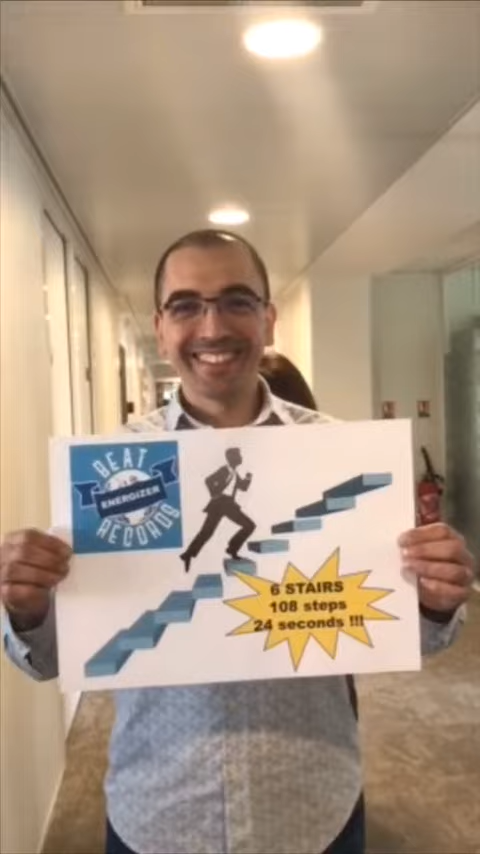 BEAT
ENERGIZER
RECORDS
6 STAIRS
108 steps
24 seconds !!!